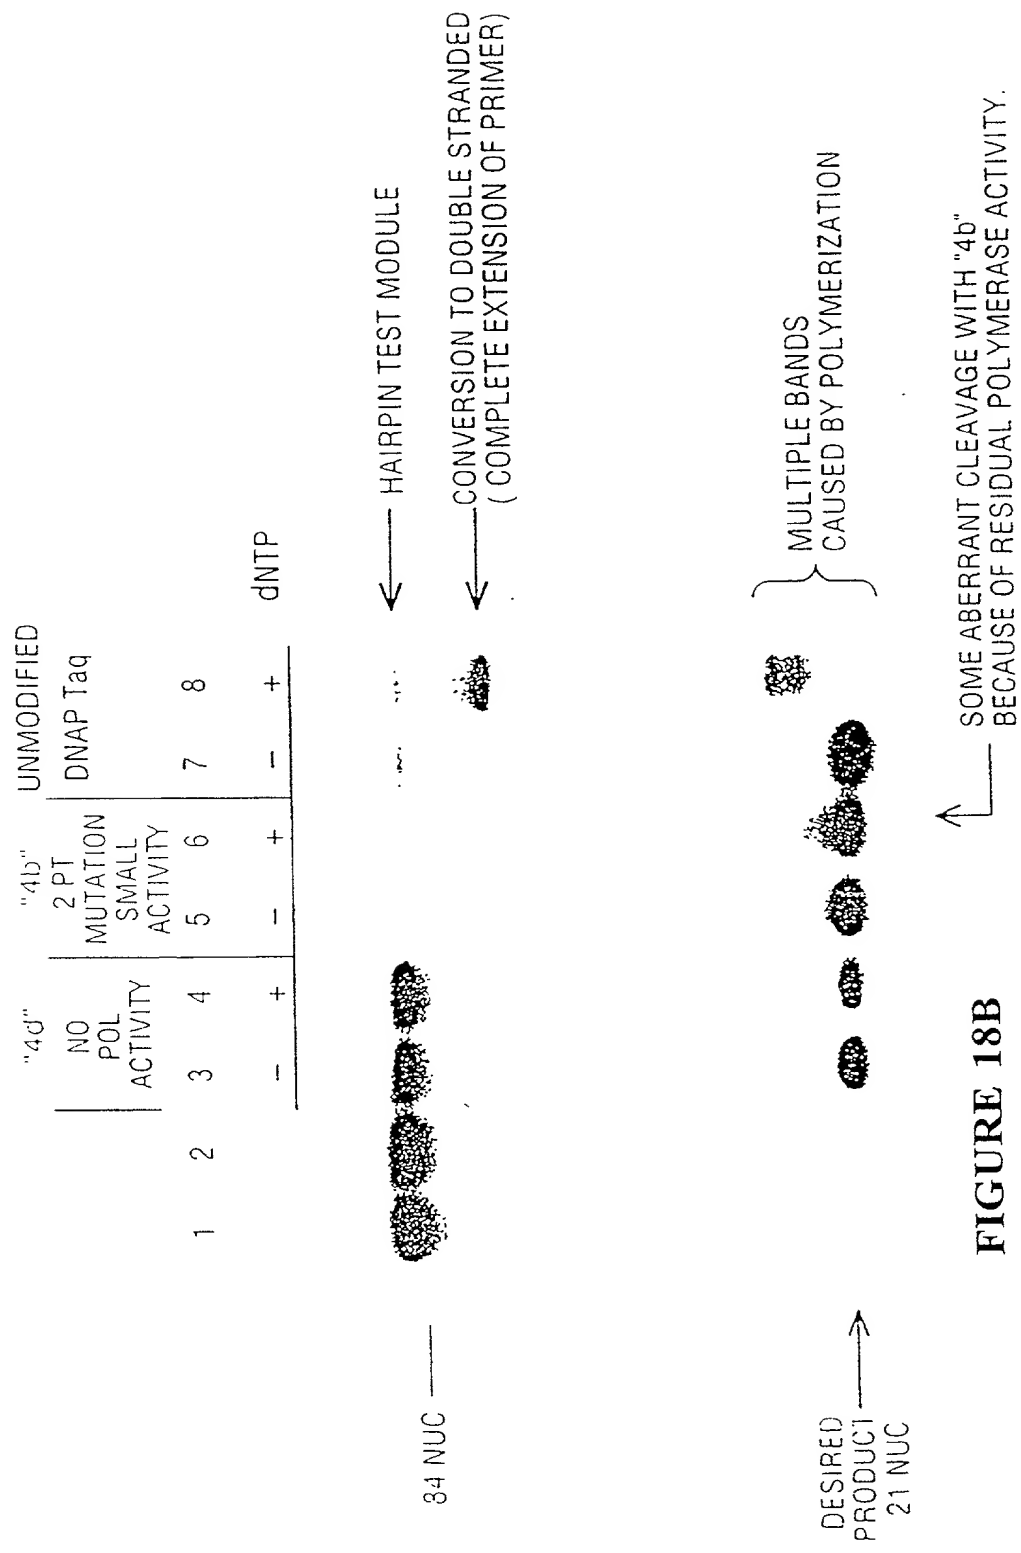 UNMODIFIED
DNAP Taq
"4b"
2 PT
MUTATION
SMALL
ACTIVITY
"4d"
NO
POL
ACTIVITY
1 2 3 4 5 6 7 8
− + − + − + dNTP
84 NUC
HAIRPIN TEST MODULE
CONVERSION TO DOUBLE STRANDED
(COMPLETE EXTENSION OF PRIMER)
MULTIPLE BANDS
CAUSED BY POLYMERIZATION
DESIRED
PRODUCT
21 NUC
SOME ABERRANT CLEAVAGE WITH "4b"
BECAUSE OF RESIDUAL POLYMERASE ACTIVITY.
FIGURE 18B